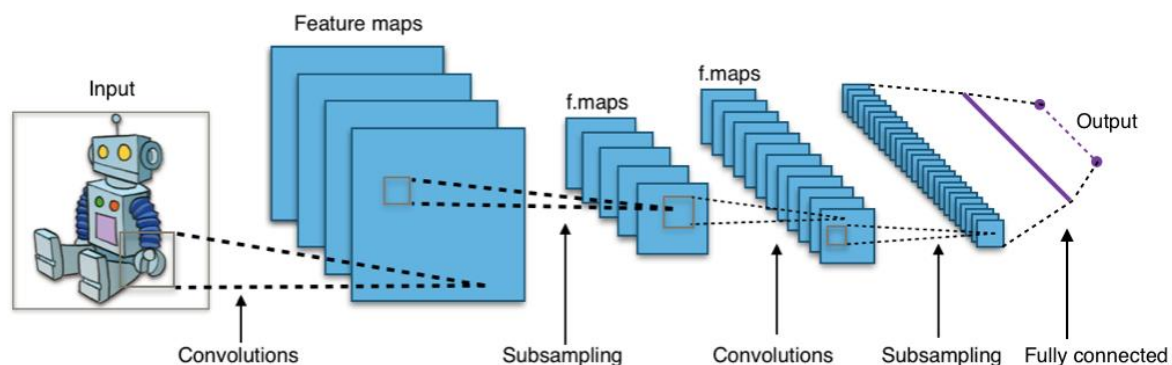 Feature maps
f.maps
Input
f.maps
Output
Convolutions
Subsampling
Convolutions
Subsampling
Fully connected